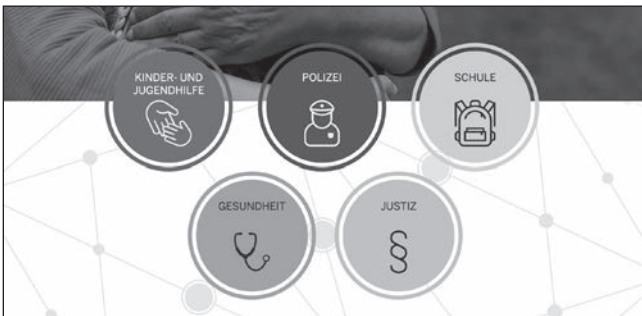 KINDER- UND
JUGENDHILFE
POLIZEI
SCHULE
GESUNDHEIT
JUSTIZ
§